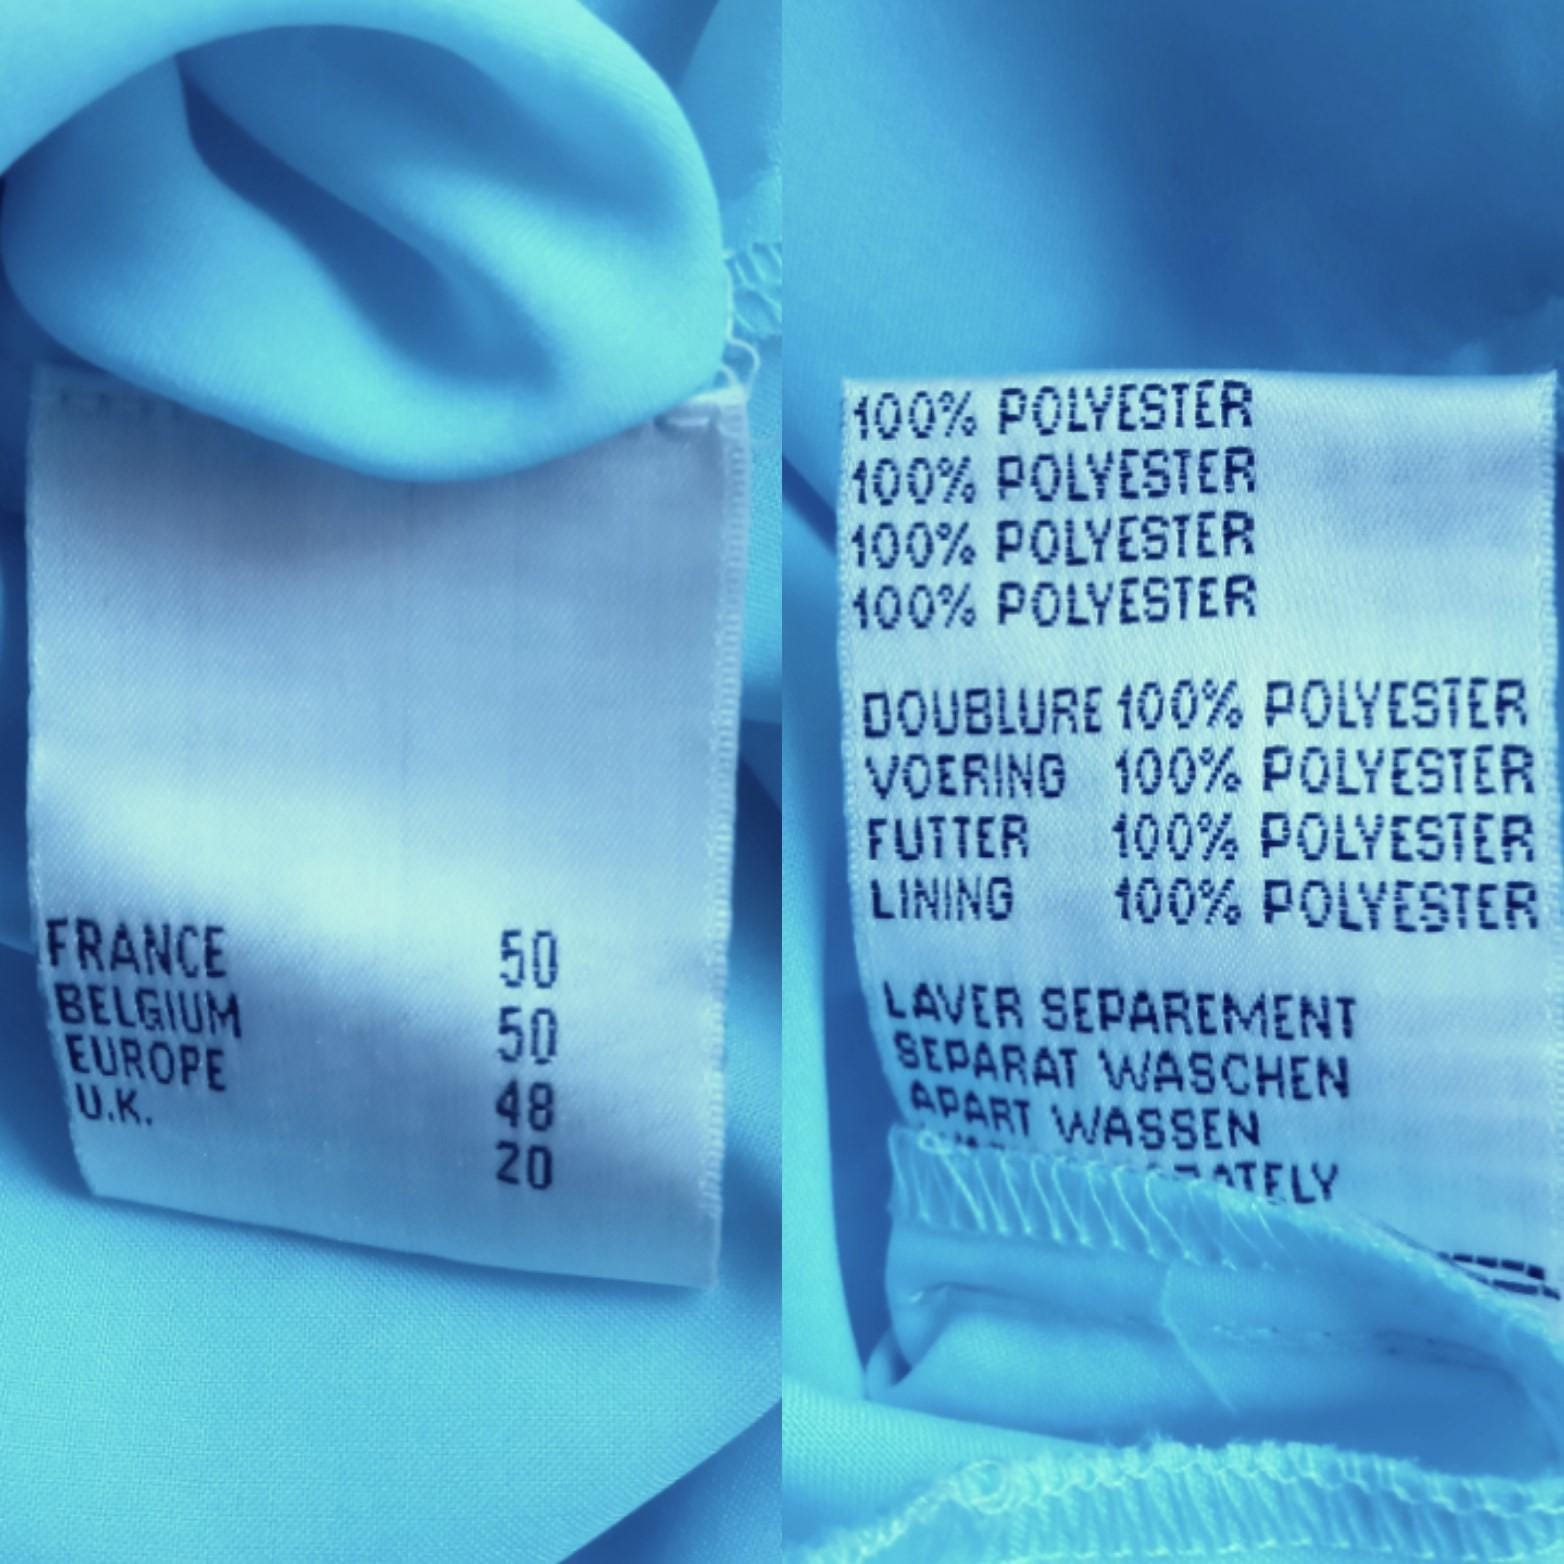 FRANCE 50
BELGIUM 50
EUROPE 48
U.K. 20
100% POLYESTER
100% POLYESTER
100% POLYESTER
100% POLYESTER
DOUBLURE 100% POLYESTER
VOERING 100% POLYESTER
FUTTER 100% POLYESTER
LINING 100% POLYESTER
LAVER SEPAREMENT
SEPARAT WASCHEN
APART WASSEN